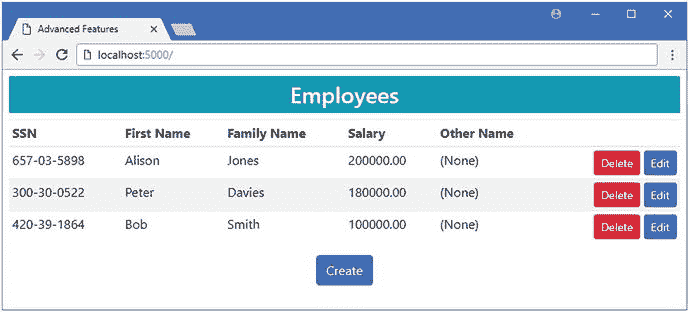 Advanced Features
localhost:5000/
Employees
SSN First Name Family Name Salary Other Name
657-03-5898 Alison Jones 200000.00 (None) Delete Edit
300-30-0522 Peter Davies 180000.00 (None) Delete Edit
420-39-1864 Bob Smith 100000.00 (None) Delete Edit
Create